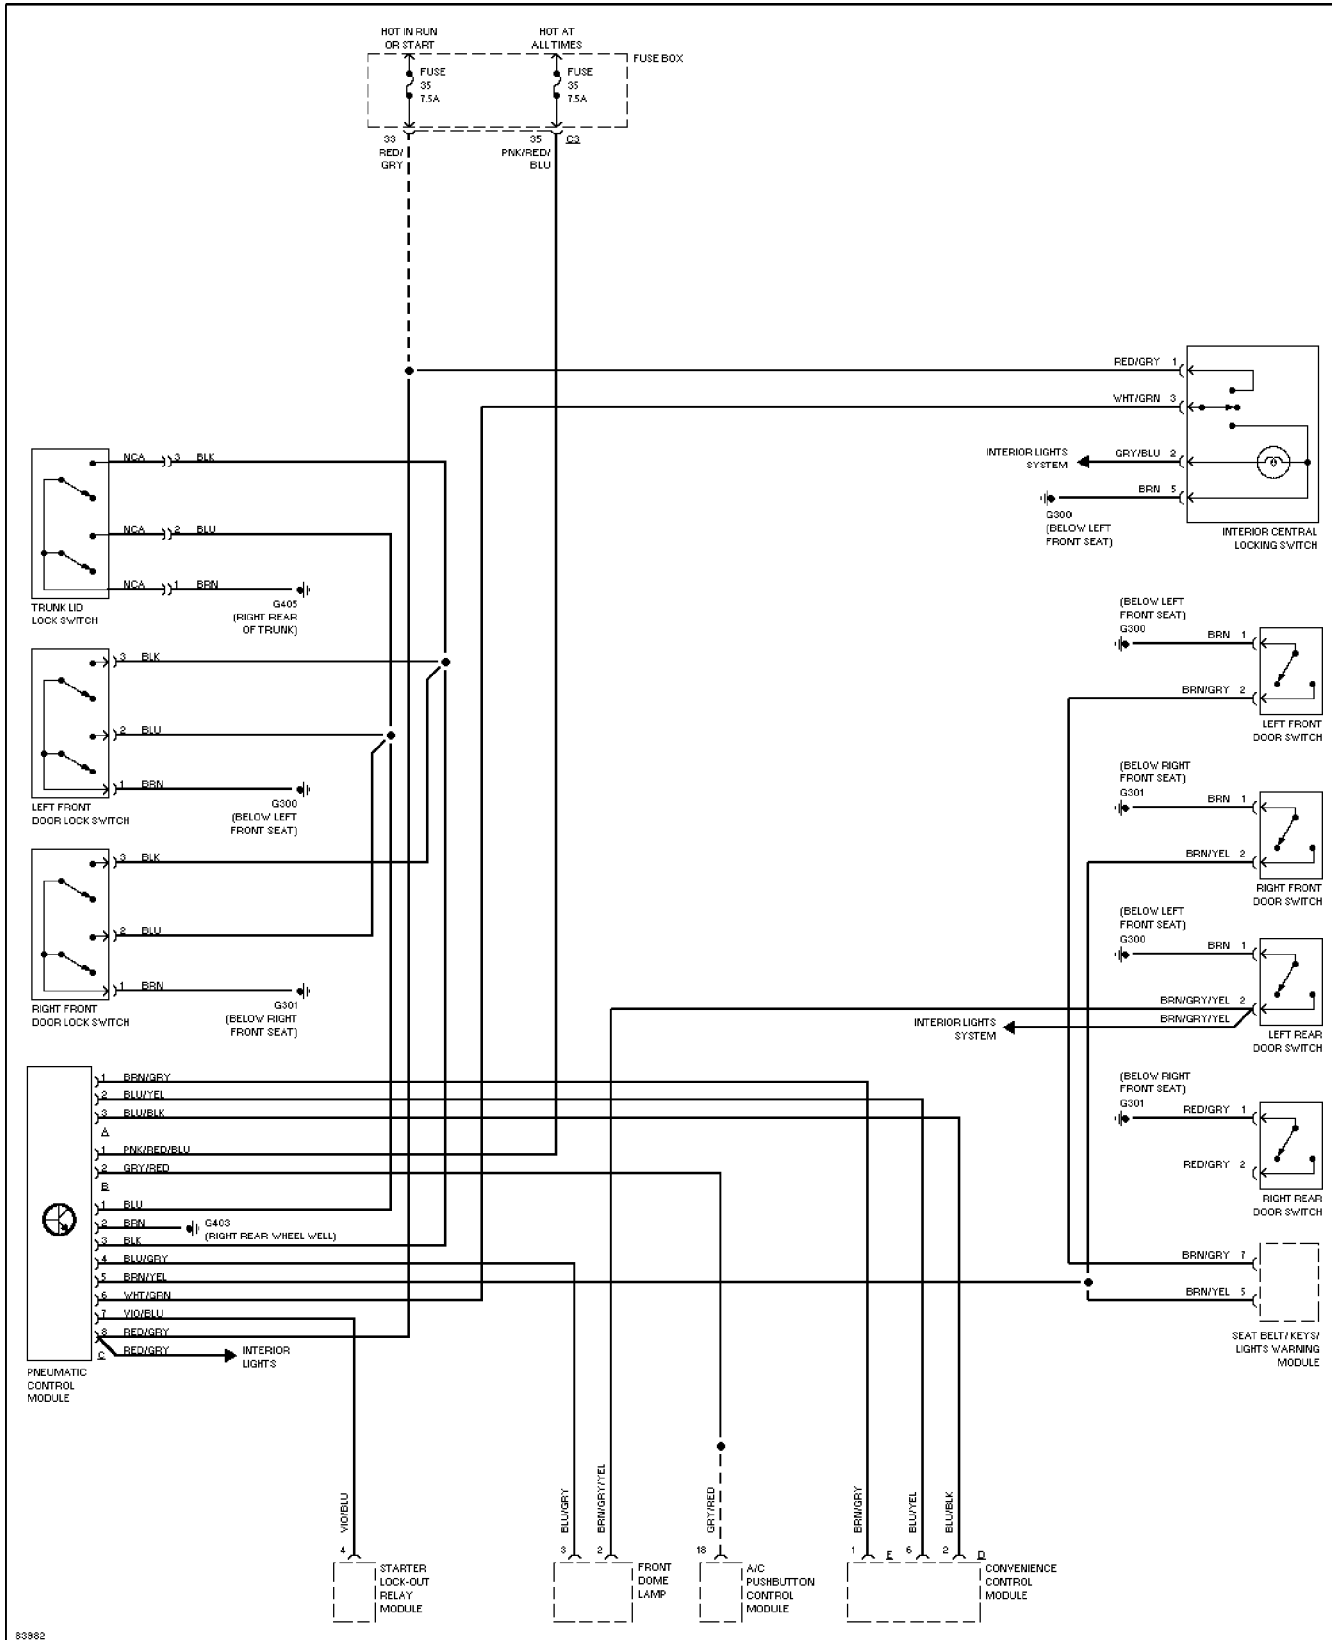 HOT IN RUN
OR START
HOT AT
ALL TIMES
FUSE BOX
FUSE
35
7.5A
FUSE
35
7.5A
33
RED/
GRY
35
PNK/RED/
BLU
C3
RED/GRY 1
WHT/GRN 3
INTERIOR LIGHTS
SYSTEM
GRY/BLU 2
BRN 5
G300
(BELOW LEFT
FRONT SEAT)
INTERIOR CENTRAL
LOCKING SWITCH
NCA 3 BLK
NCA 2 BLU
NCA 1 BRN
G405
(RIGHT REAR
OF TRUNK)
TRUNK LID
LOCK SWITCH
3 BLK
2 BLU
1 BRN
G300
(BELOW LEFT
FRONT SEAT)
LEFT FRONT
DOOR LOCK SWITCH
3 BLK
2 BLU
1 BRN
G301
(BELOW RIGHT
FRONT SEAT)
RIGHT FRONT
DOOR LOCK SWITCH
(BELOW LEFT
FRONT SEAT)
G300
BRN 1
BRN/GRY 2
LEFT FRONT
DOOR SWITCH
(BELOW RIGHT
FRONT SEAT)
G301
BRN 1
BRN/YEL 2
RIGHT FRONT
DOOR SWITCH
(BELOW LEFT
FRONT SEAT)
G300
BRN 1
BRN/GRY/YEL 2
BRN/GRY/YEL
INTERIOR LIGHTS
SYSTEM
LEFT REAR
DOOR SWITCH
(BELOW RIGHT
FRONT SEAT)
G301
RED/GRY 1
RED/GRY 2
RIGHT REAR
DOOR SWITCH
BRN/GRY 7
BRN/YEL 5
SEAT BELT/KEYS/
LIGHTS WARNING
MODULE
1 BRN/GRY
2 BLU/YEL
3 BLU/BLK
A
1 PNK/RED/BLU
2 GRY/RED
B
1 BLU
2 BRN
G403
(RIGHT REAR WHEEL WELL)
3 BLK
4 BLU/GRY
5 BRN/YEL
6 WHT/GRN
7 VIO/BLU
8 RED/GRY
C RED/GRY
INTERIOR
LIGHTS
PNEUMATIC
CONTROL
MODULE
VIO/BLU
BLU/GRY
BRN/GRY/YEL
GRY/RED
BRN/GRY
BLU/YEL
BLU/BLK
4
3
2
18
1
E
6
2
D
STARTER
LOCK-OUT
RELAY
MODULE
FRONT
DOME
LAMP
A/C
PUSHBUTTON
CONTROL
MODULE
CONVENIENCE
CONTROL
MODULE
83982